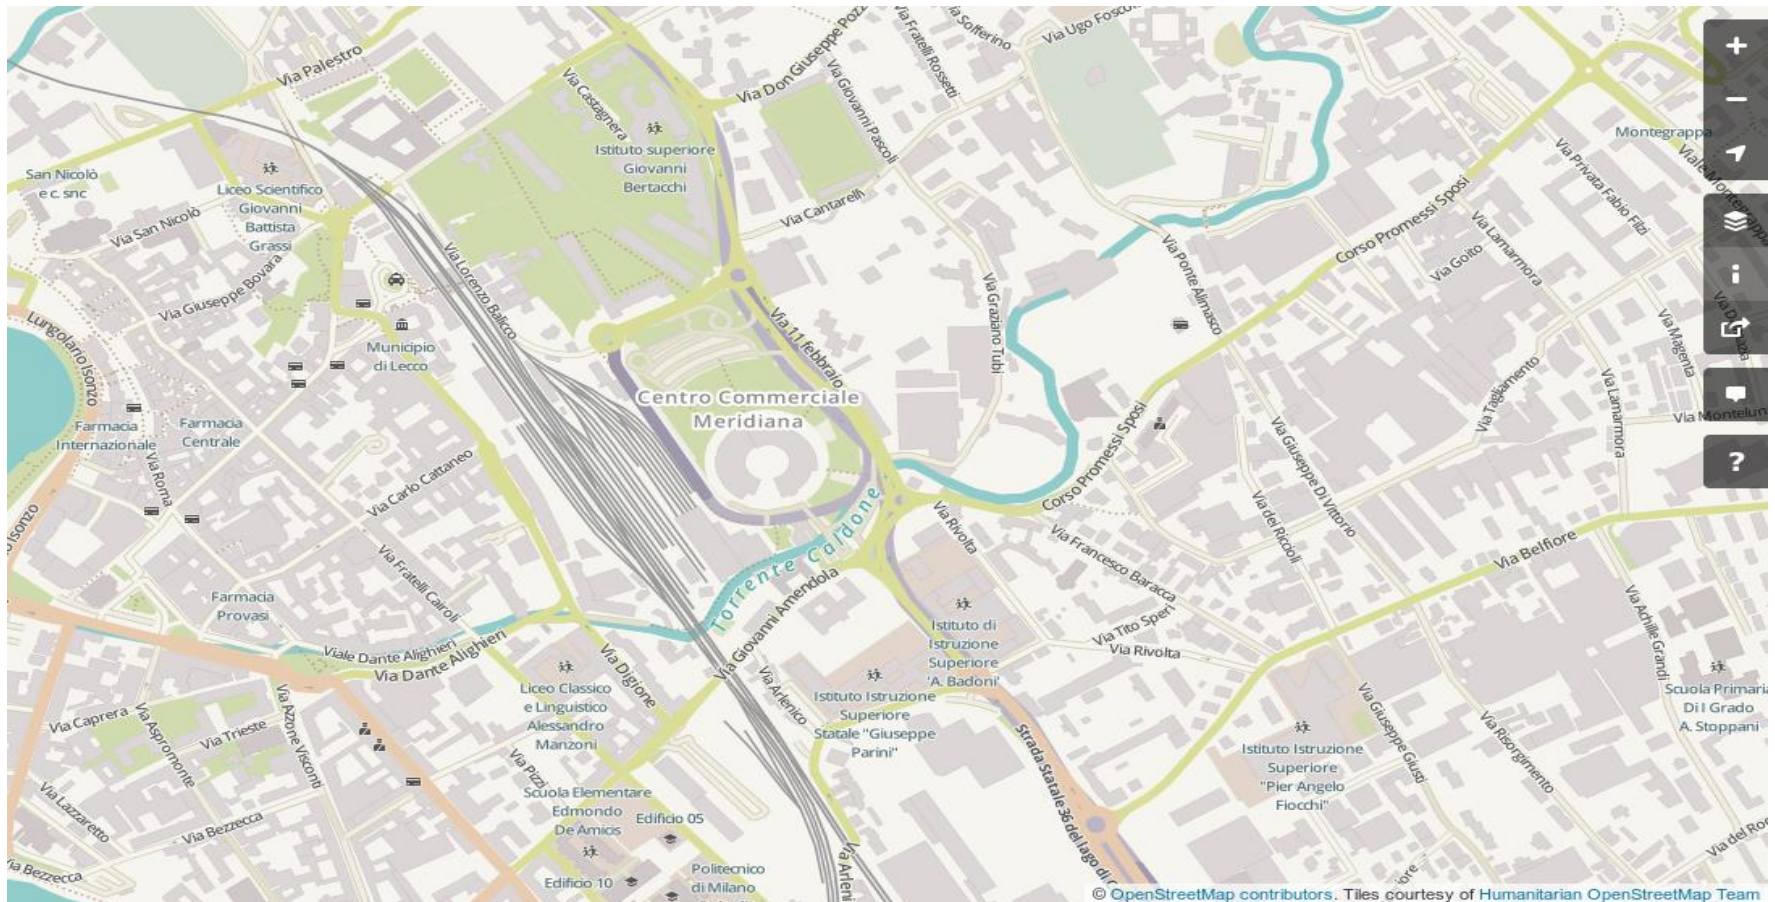 Via Palestro
Via Castagnera
Via Don Giuseppe Pozzi
Via Giovanni Pascoli
Via Fratelli Rossetti
Via Solferino
Via Ugo Foscolo
Istituto superiore
Giovanni
Bertacchi
San Nicolò
e c. snc
Liceo Scientifico
Giovanni
Battista
Grassi
Via San Nicolò
Via Giuseppe Bovara
Via Lorenzo Balicco
Via Cantarelli
Montegrappa
Viale Montegrappa
Via Privata Fabio Filzi
Via Lamarmora
Via Goito
Corso Promessi Sposi
Via Ponte Alimasco
Via Graziano Tubi
Via 11 febbraio
Lungolario Isonzo
Municipio
di Lecco
Centro Commerciale
Meridiana
Via Magenta
Via Tagliamento
Via Lamarmora
Via Montelun
Farmacia
Internazionale
Farmacia
Centrale
Via Roma
Via Carlo Cattaneo
Corso Promessi Sposi
Via Giuseppe Di Vittorio
Via dei Riccioli
o Isonzo
Via Fratelli Cairoli
Torrente Caldone
Via Rivolta
Via Francesco Baracca
Via Belfiore
Farmacia
Provasi
Via Giovanni Amendola
Via Tito Speri
Via Rivolta
Via Achille Grandi
Viale Dante Alighieri
Via Dante Alighieri
Via Digione
Via Arlenico
Istituto di
Istruzione
Superiore
'A. Badoni'
Liceo Classico
e Linguistico
Alessandro
Manzoni
Istituto Istruzione
Superiore
Statale "Giuseppe
Parini"
Scuola Primaria
Di I Grado
A. Stoppani
Via Caprera
Via Aspromonte
Via Trieste
Via Azzone Visconti
Via Pizzi
Strada Statale 36 del lago di C
Istituto Istruzione
Superiore
"Pier Angelo
Fiocchi"
Via Giuseppe Giusti
Via Risorgimento
Via Lazzaretto
Via Bezzecca
Scuola Elementare
Edmondo
De Amicis
Edificio 05
Via Bezzecca
Edificio 10
Politecnico
di Milano
Via Arleni
Via del Ro
© OpenStreetMap contributors. Tiles courtesy of Humanitarian OpenStreetMap Team